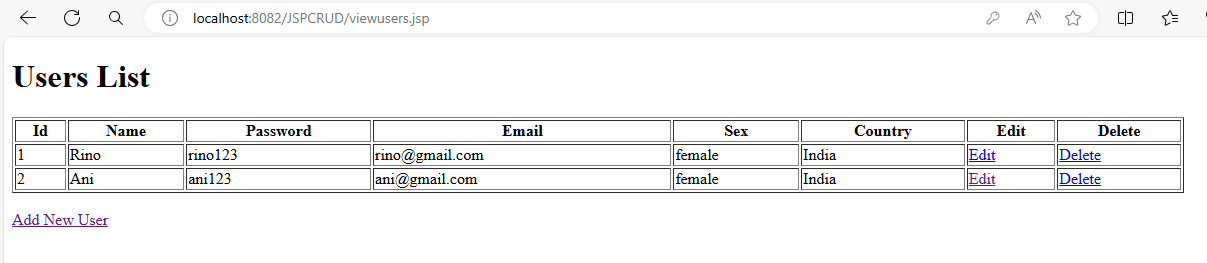 localhost:8082/JSPCRUD/viewusers.jsp
Users List
Id Name Password Email Sex Country Edit Delete
1 Rino rino123 rino@gmail.com female India Edit Delete
2 Ani ani123 ani@gmail.com female India Edit Delete
Add New User